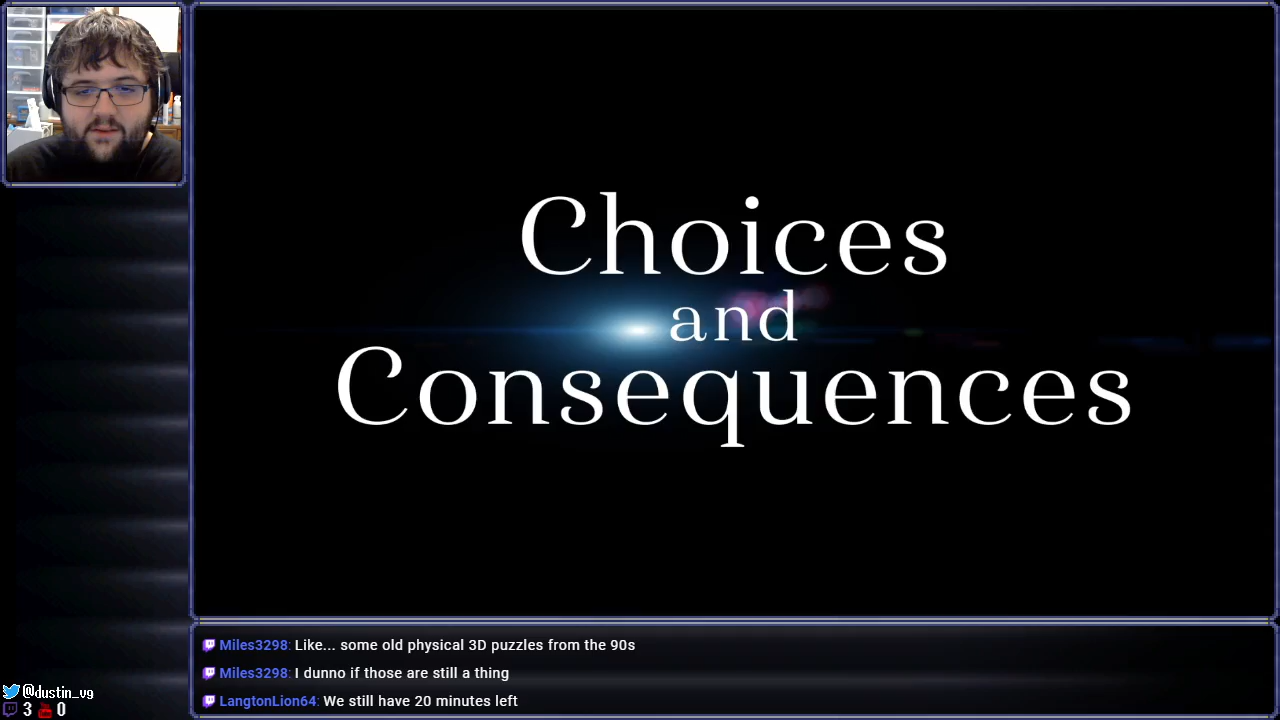 Choices
and
Consequences
Miles3298: Like... some old physical 3D puzzles from the 90s
Miles3298: I dunno if those are still a thing
LangtonLion64: We still have 20 minutes left
@dustin_vg
3 0